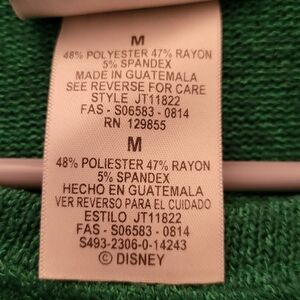 M
48% POLYESTER 47% RAYON
5% SPANDEX
MADE IN GUATEMALA
SEE REVERSE FOR CARE
STYLE JT11822
FAS - S06583 - 0814
RN 129855
M
48% POLIESTER 47% RAYON
5% SPANDEX
HECHO EN GUATEMALA
VER REVERSO PARA EL CUIDADO
ESTILO JT11822
FAS - S06583 - 0814
S493-2306-0-14243
© DISNEY